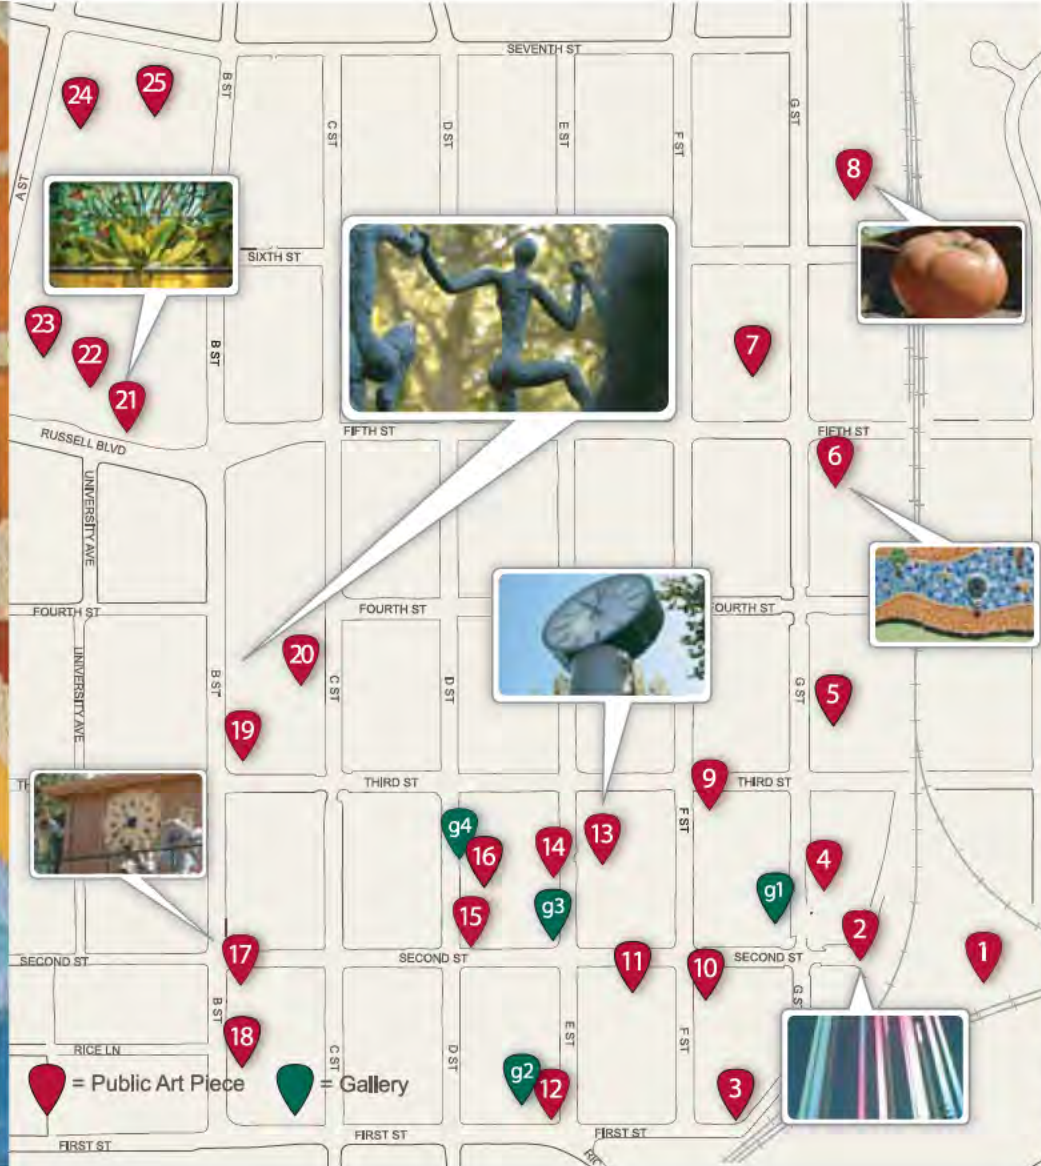 SEVENTH ST
24
25
B ST
C ST
D ST
E ST
F ST
G ST
A ST
8
SIXTH ST
23
22
21
B ST
7
RUSSELL BLVD
FIFTH ST
FIFTH ST
6
UNIVERSITY AVE
FOURTH ST
FOURTH ST
OURTH ST
UNIVERSITY AVE
20
B ST
C ST
D ST
G ST
5
19
TH
THIRD ST
9
THIRD ST
F ST
g4
16
14
13
4
15
g3
g1
2
17
SECOND ST
SECOND ST
11
10
SECOND ST
1
B ST
18
C ST
D ST
E ST
F ST
G ST
RICE LN
= Public Art Piece
= Gallery
g2
12
3
FIRST ST
FIRST ST
FIRST ST
RIC